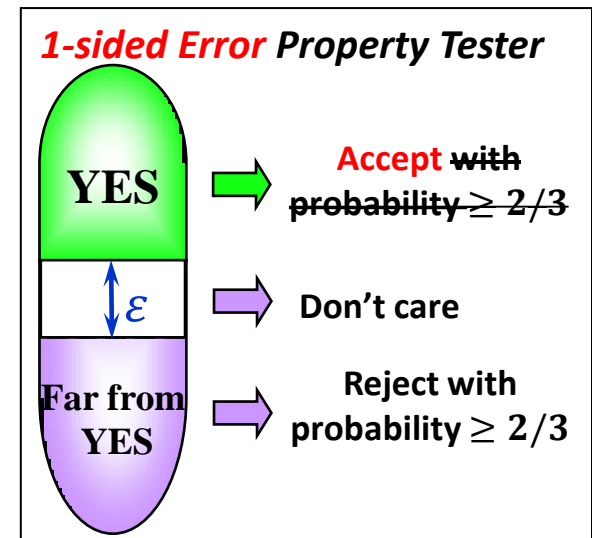 1-sided Error Property Tester
YES
Accept with
probability ≥ 2/3
ε
Don't care
Far from
YES
Reject with
probability ≥ 2/3